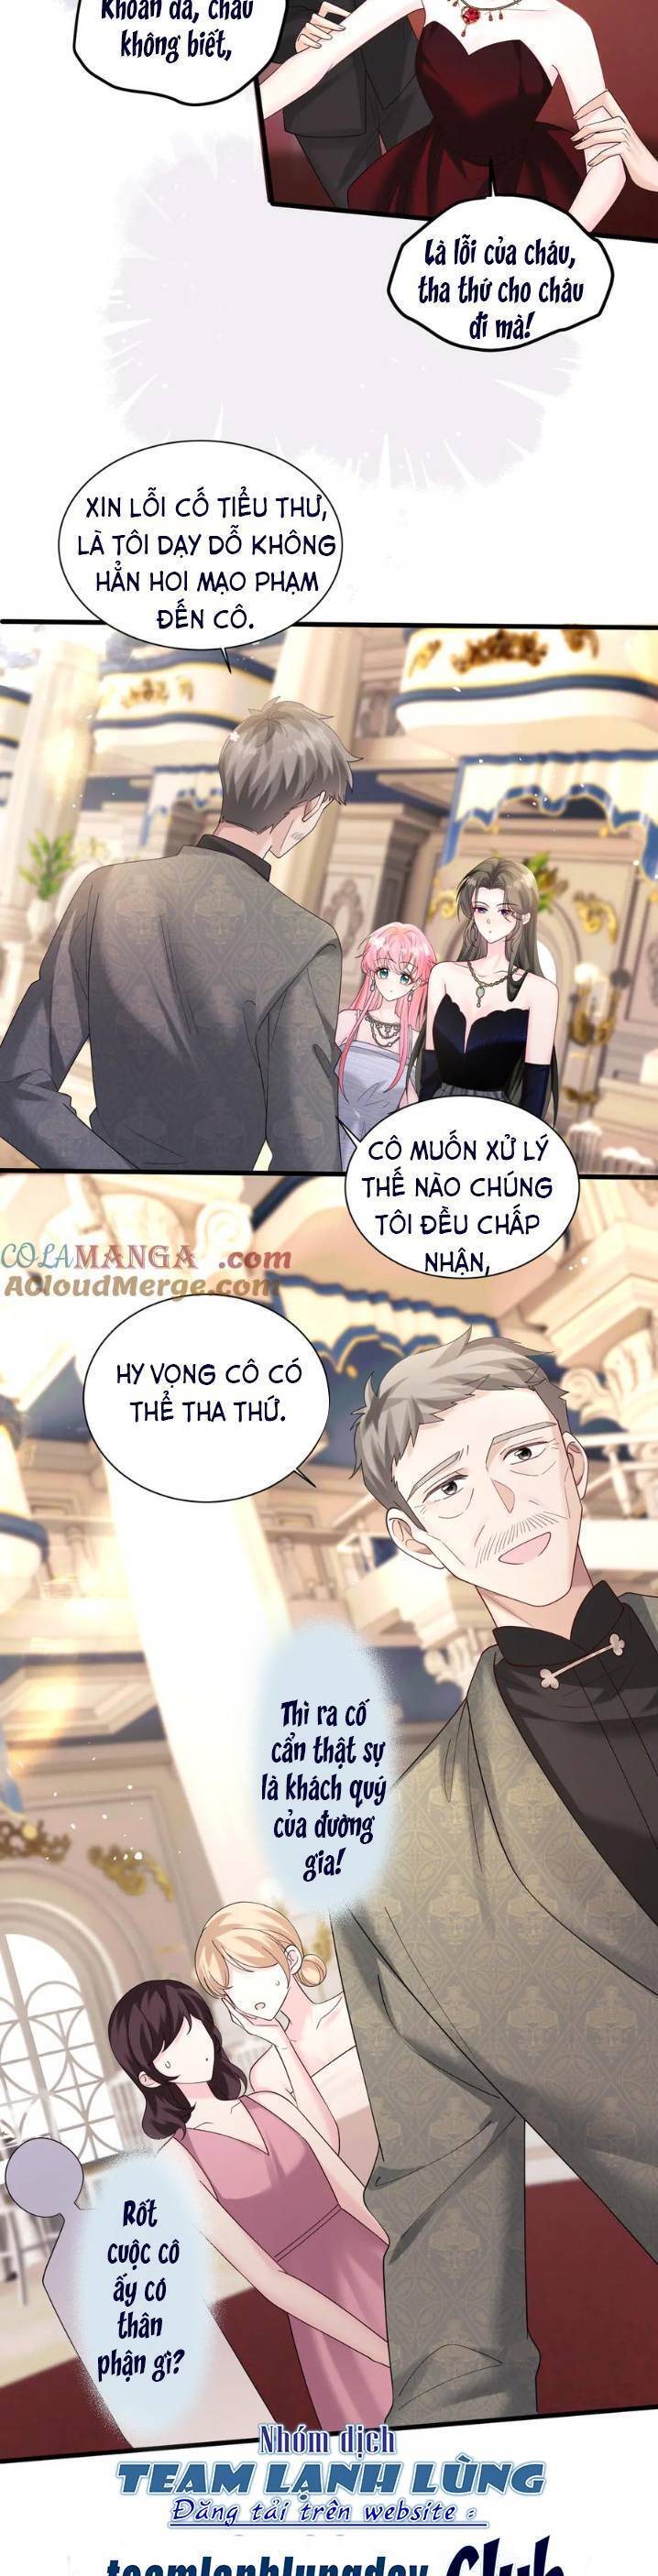 Khoan đã, cháu
không biết,
Là lỗi của cháu,
tha thứ cho cháu
đi mà!
XIN LỖI CỐ TIỂU THƯ,
LÀ TÔI DẠY DỖ KHÔNG
HẲN HOI MẠO PHẠM
ĐẾN CÔ.
CÔ MUỐN XỬ LÝ
THẾ NÀO CHÚNG
TÔI ĐỀU CHẤP
NHẬN,
COLAMANGA.com
AcloudMerge.com
HY VỌNG CÔ CÓ
THỂ THA THỨ.
Thì ra cố
cẩn thật sự
là khách quý
của đường
gia!
Rốt
cuộc cô
ấy có
thân
phận gì?
Nhóm dịch
TEAM LẠNH LÙNG
Đăng tải trên website :
teamlanhlungday Club